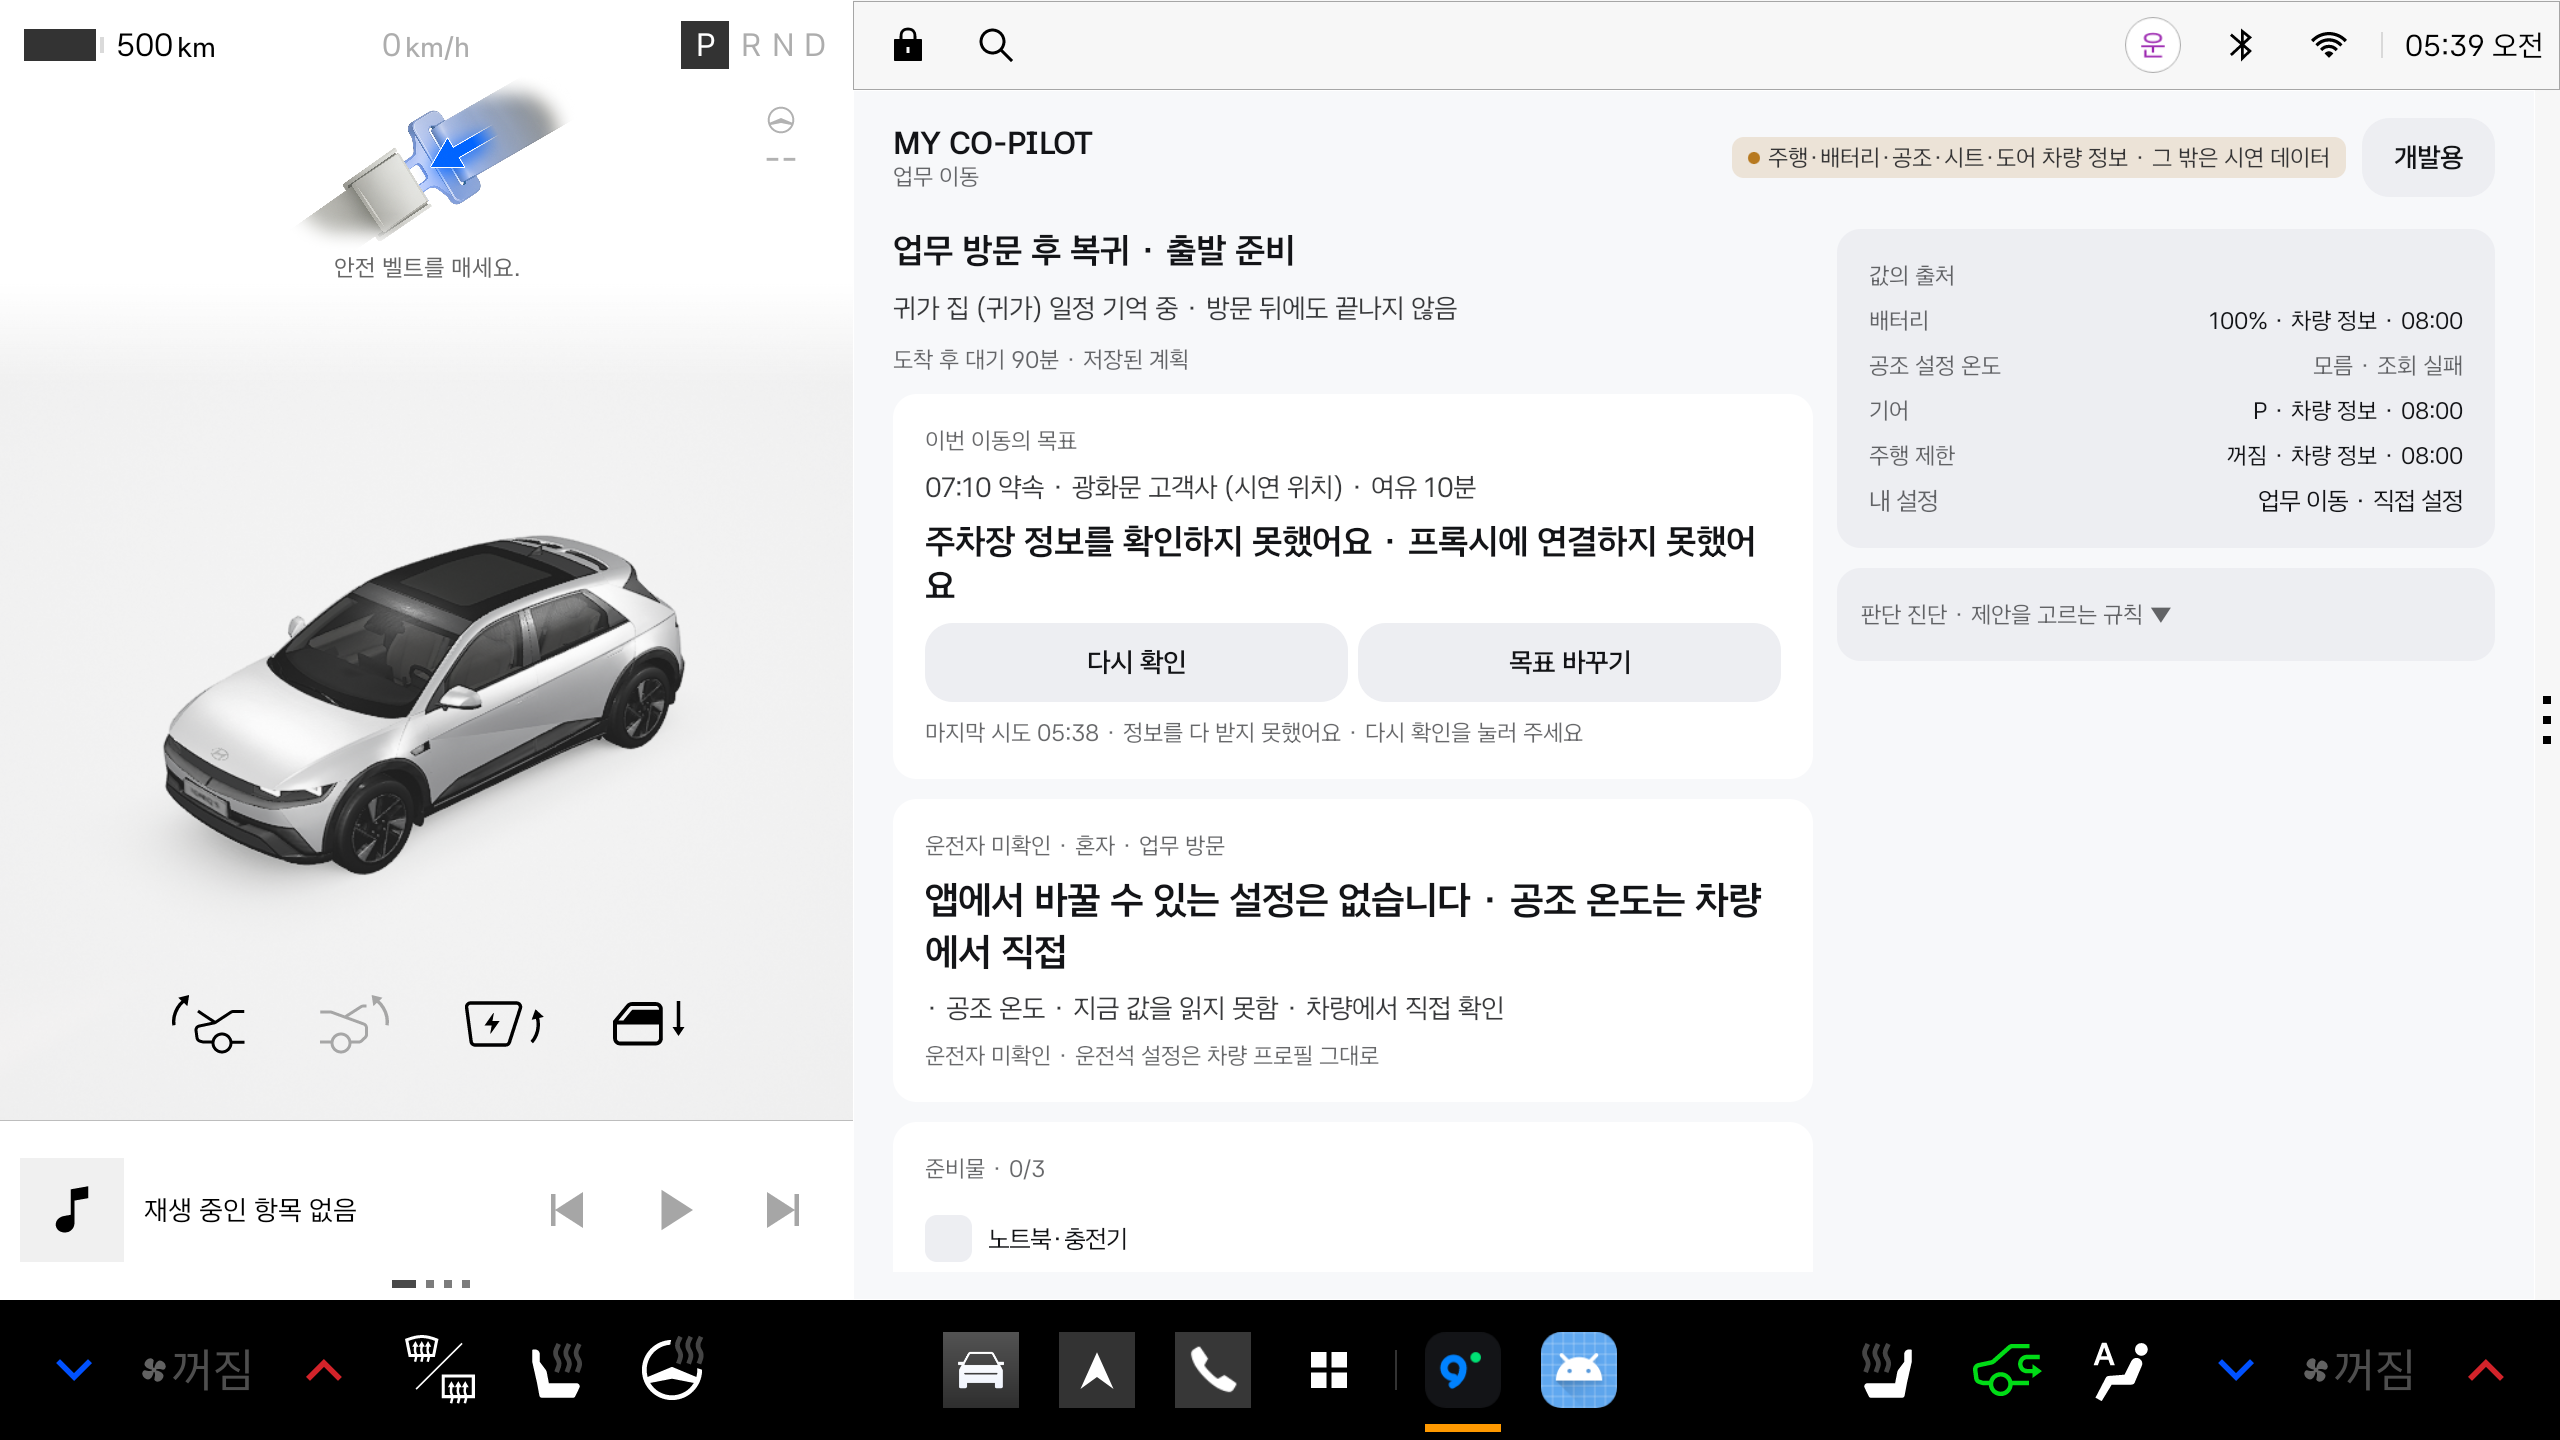 500 km
0 km/h
P R N D
안전 벨트를 매세요.
재생 중인 항목 없음
운
05:39 오전
MY CO-PILOT
업무 이동
주행·배터리·공조·시트·도어 차량 정보 · 그 밖은 시연 데이터
개발용
업무 방문 후 복귀 · 출발 준비
귀가 집 (귀가) 일정 기억 중 · 방문 뒤에도 끝나지 않음
도착 후 대기 90분 · 저장된 계획
이번 이동의 목표
07:10 약속 · 광화문 고객사 (시연 위치) · 여유 10분
주차장 정보를 확인하지 못했어요 · 프록시에 연결하지 못했어
요
다시 확인
목표 바꾸기
마지막 시도 05:38 · 정보를 다 받지 못했어요 · 다시 확인을 눌러 주세요
운전자 미확인 · 혼자 · 업무 방문
앱에서 바꿀 수 있는 설정은 없습니다 · 공조 온도는 차량
에서 직접
· 공조 온도 · 지금 값을 읽지 못함 · 차량에서 직접 확인
운전자 미확인 · 운전석 설정은 차량 프로필 그대로
준비물 · 0/3
노트북·충전기
값의 출처
배터리 100% · 차량 정보 · 08:00
공조 설정 온도 모름 · 조회 실패
기어 P · 차량 정보 · 08:00
주행 제한 꺼짐 · 차량 정보 · 08:00
내 설정 업무 이동 · 직접 설정
판단 진단 · 제안을 고르는 규칙 ▼
꺼짐
A
꺼짐